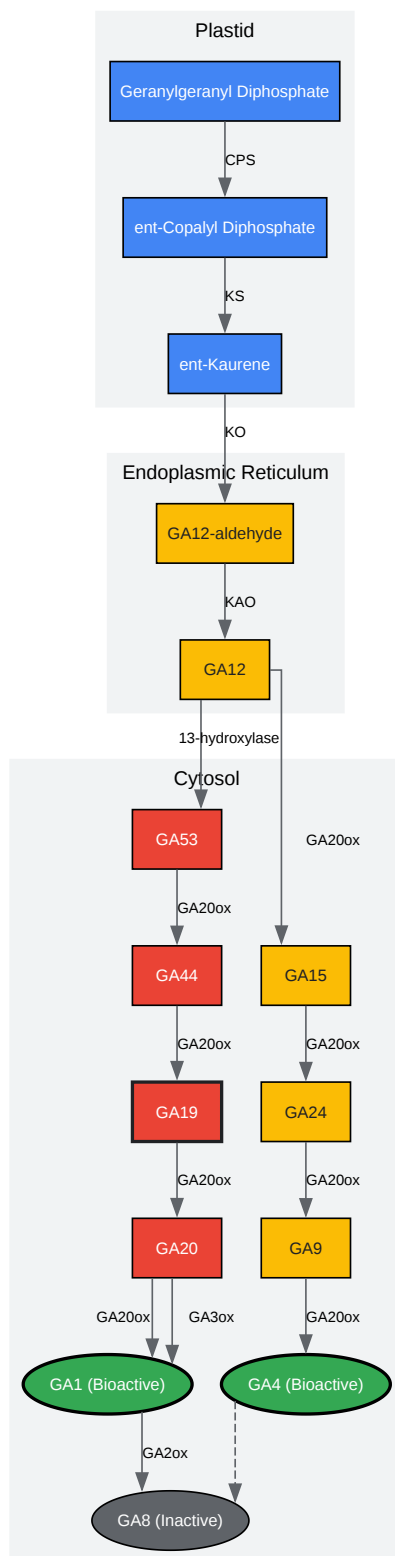 Plastid
Geranylgeranyl Diphosphate
CPS
ent-Copalyl Diphosphate
KS
ent-Kaurene
KO
Endoplasmic Reticulum
GA12-aldehyde
KAO
GA12
13-hydroxylase
Cytosol
GA53
GA20ox
GA20ox
GA44
GA15
GA20ox
GA20ox
GA19
GA24
GA20ox
GA20ox
GA20
GA9
GA20ox
GA3ox
GA20ox
GA1 (Bioactive)
GA4 (Bioactive)
GA2ox
GA8 (Inactive)